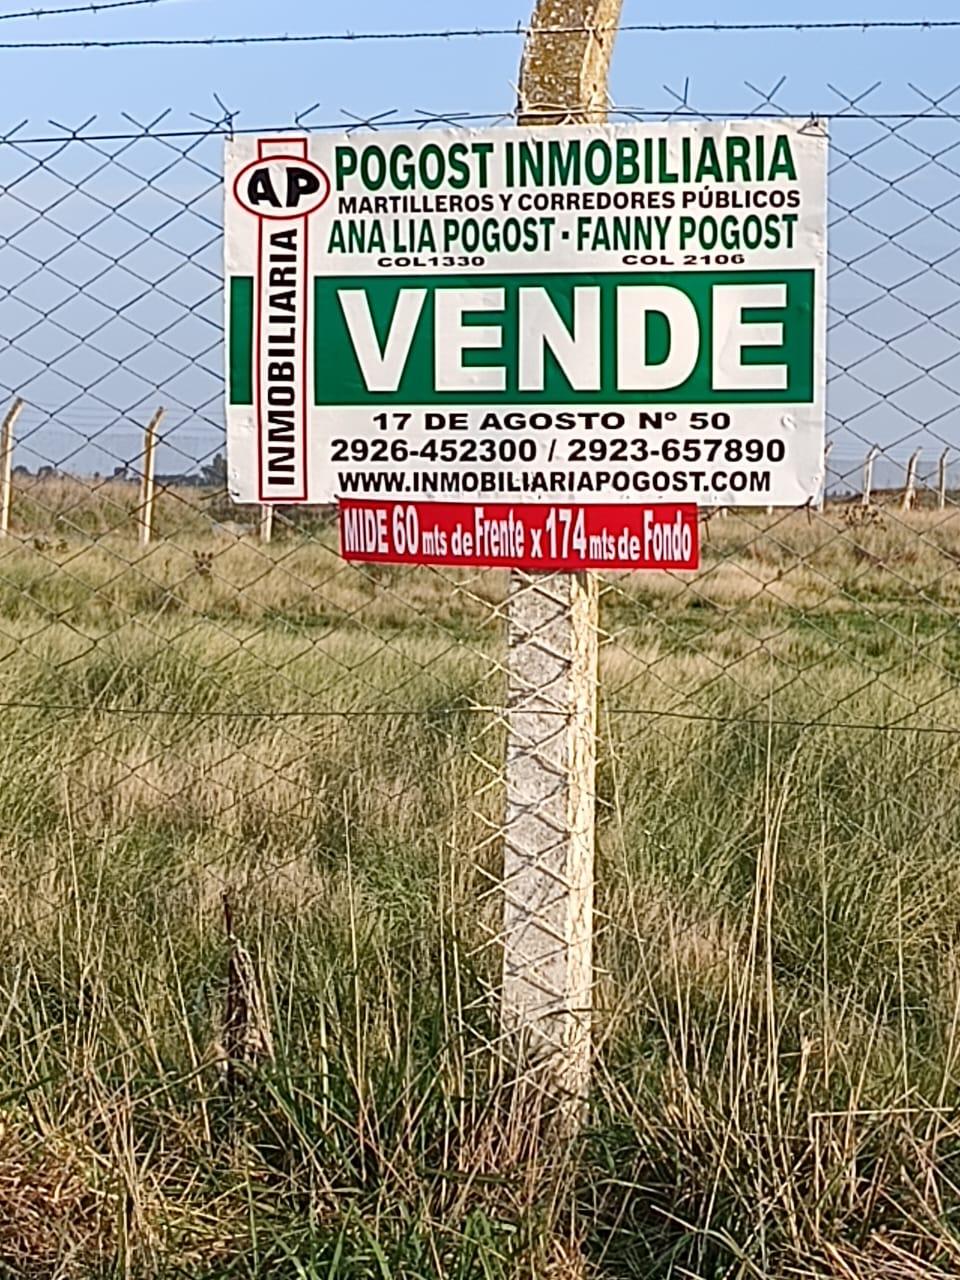 AP
INMOBILIARIA
POGOST INMOBILIARIA
MARTILLEROS Y CORREDORES PÚBLICOS
ANA LIA POGOST - FANNY POGOST
COL1330 COL 2106
VENDE
17 DE AGOSTO Nº 50
2926-452300 / 2923-657890
WWW.INMOBILIARIAPOGOST.COM
MIDE 60 mts de Frente x 174 mts de Fondo